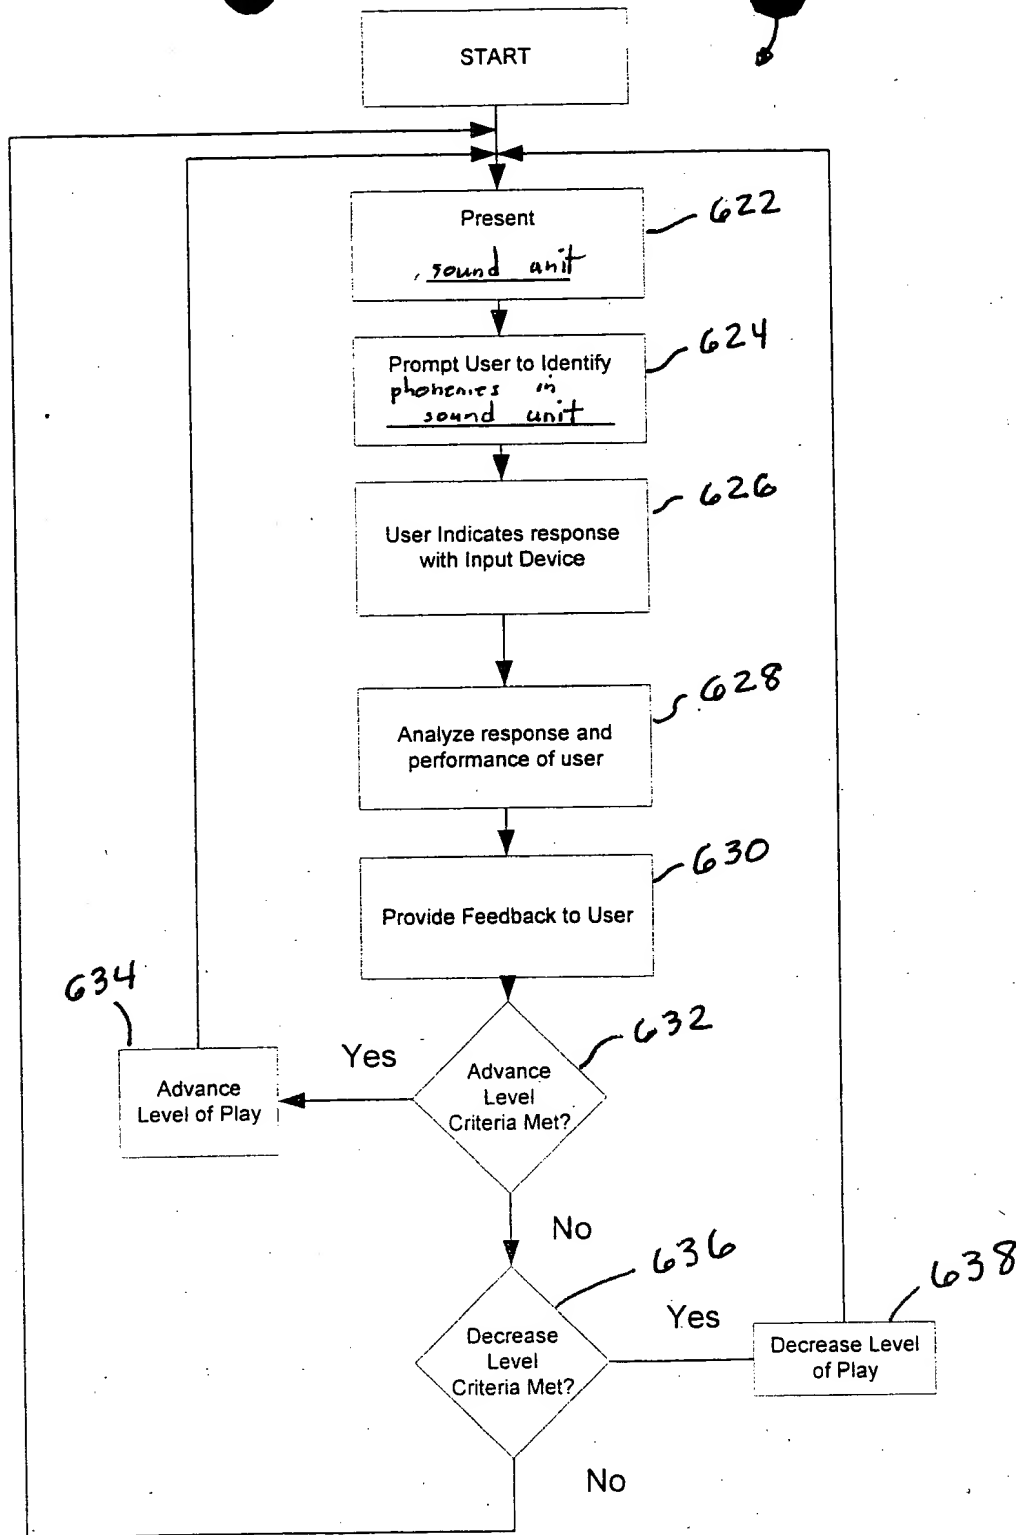 START
Present
sound unit
622
Prompt User to Identify
phonemes in
sound unit
624
User Indicates response
with Input Device
626
Analyze response and
performance of user
628
Provide Feedback to User
630
634
Advance
Level of Play
Yes
Advance
Level
Criteria Met?
632
No
Decrease
Level
Criteria Met?
636
Yes
Decrease Level
of Play
638
No